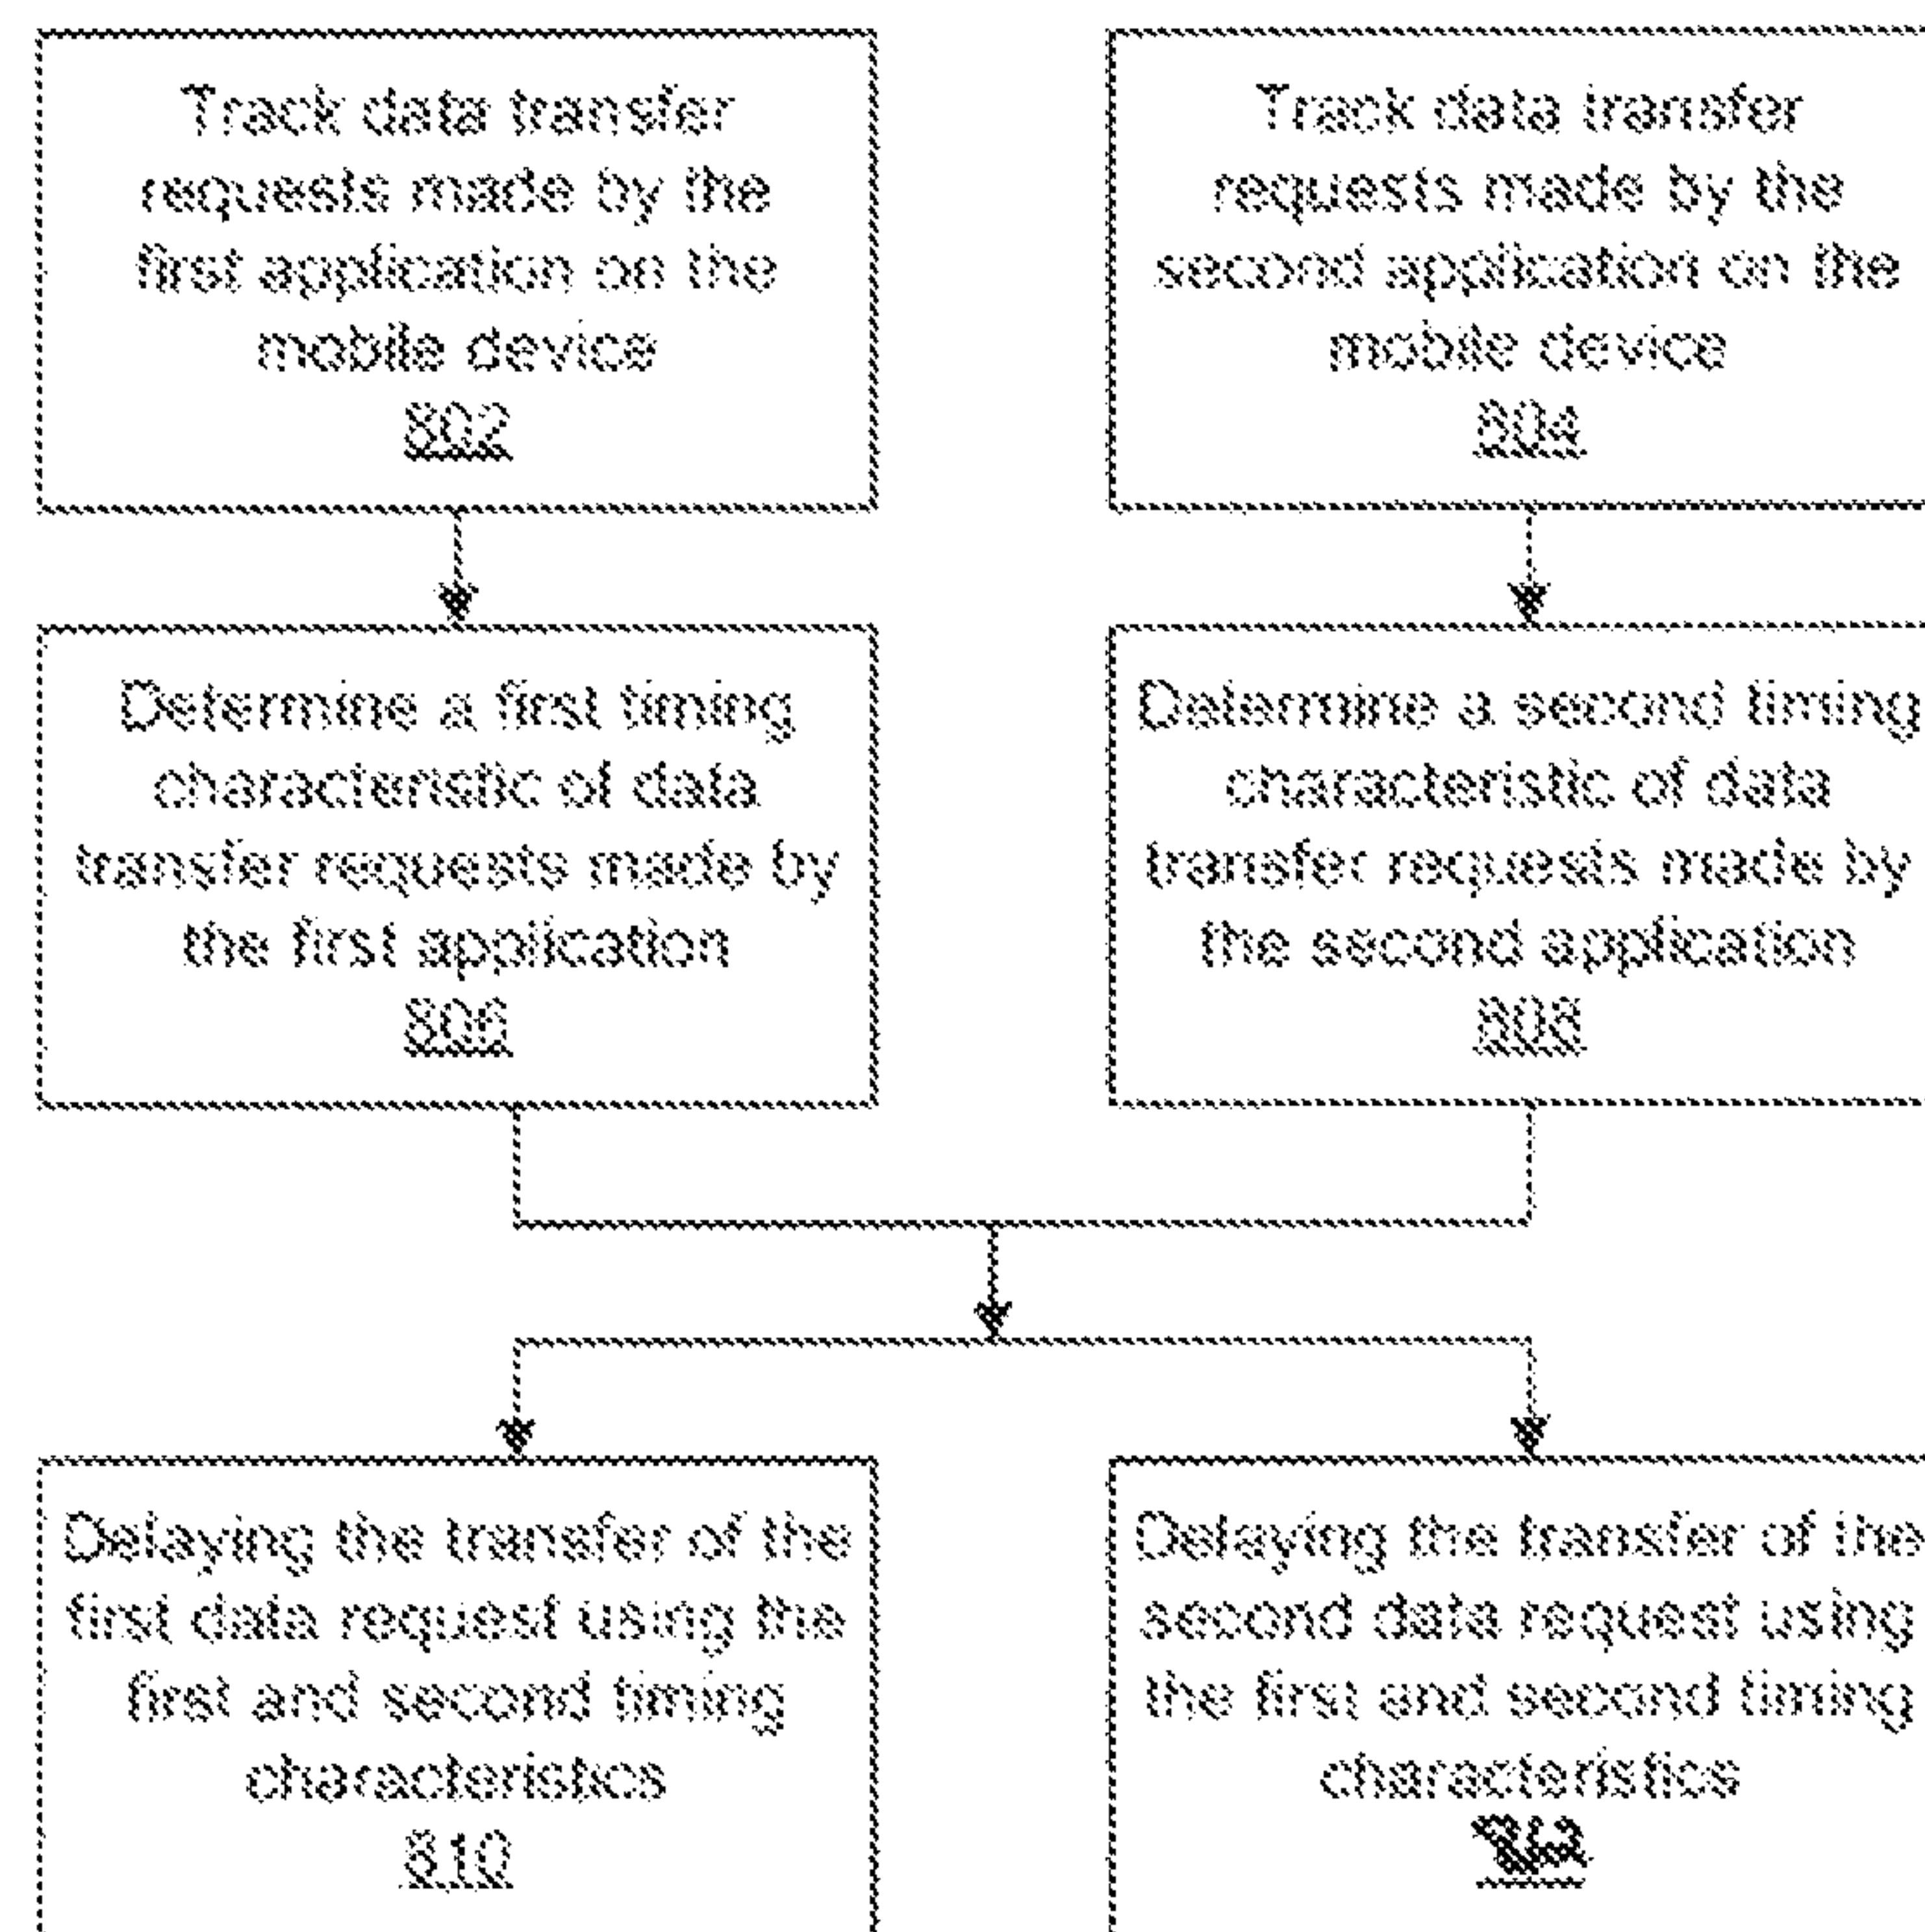 Track data transfer
requests made by the
first application on the
mobile device
802
Track data transfer
requests made by the
second application on the
mobile device
804
Determine a first timing
characteristic of data
transfer requests made by
the first application
806
Determine a second timing
characteristic of data
transfer requests made by
the second application
808
Delaying the transfer of the
first data request using the
first and second timing
characteristics
810
Delaying the transfer of the
second data request using
the first and second timing
characteristics